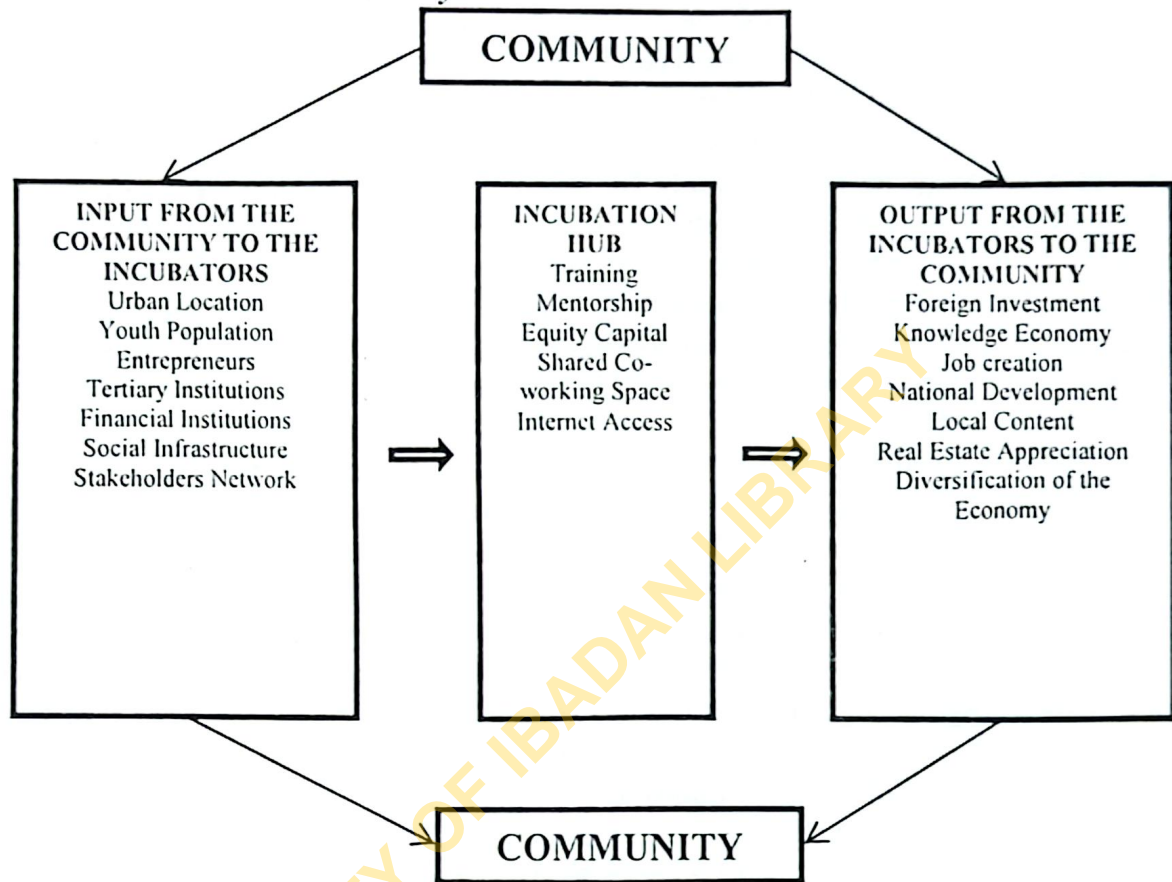 COMMUNITY
INPUT FROM THE
COMMUNITY TO THE
INCUBATORS
Urban Location
Youth Population
Entrepreneurs
Tertiary Institutions
Financial Institutions
Social Infrastructure
Stakeholders Network
INCUBATION
HUB
Training
Mentorship
Equity Capital
Shared Co-
working Space
Internet Access
OUTPUT FROM THE
INCUBATORS TO THE
COMMUNITY
Foreign Investment
Knowledge Economy
Job creation
National Development
Local Content
Real Estate Appreciation
Diversification of the
Economy
COMMUNITY
Y OF IBADAN LIBRARY